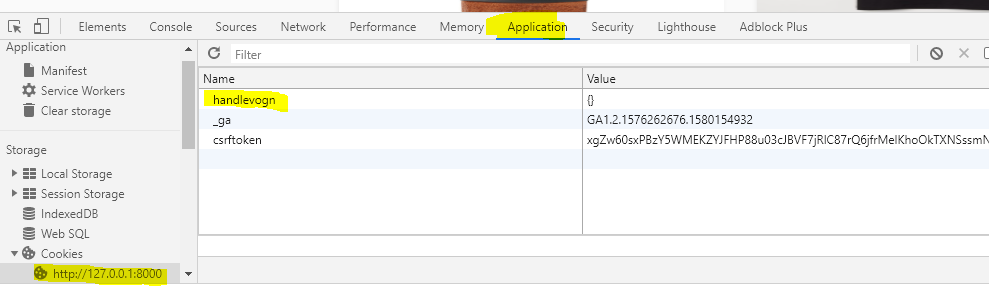 Elements Console Sources Network Performance Memory Application Security Lighthouse Adblock Plus
Application
Manifest
Service Workers
Clear storage
Storage
Local Storage
Session Storage
IndexedDB
Web SQL
Cookies
http://127.0.0.1:8000
Filter
Name Value
handlevogn {}
_ga GA1.2.1576262676.1580154932
csrftoken